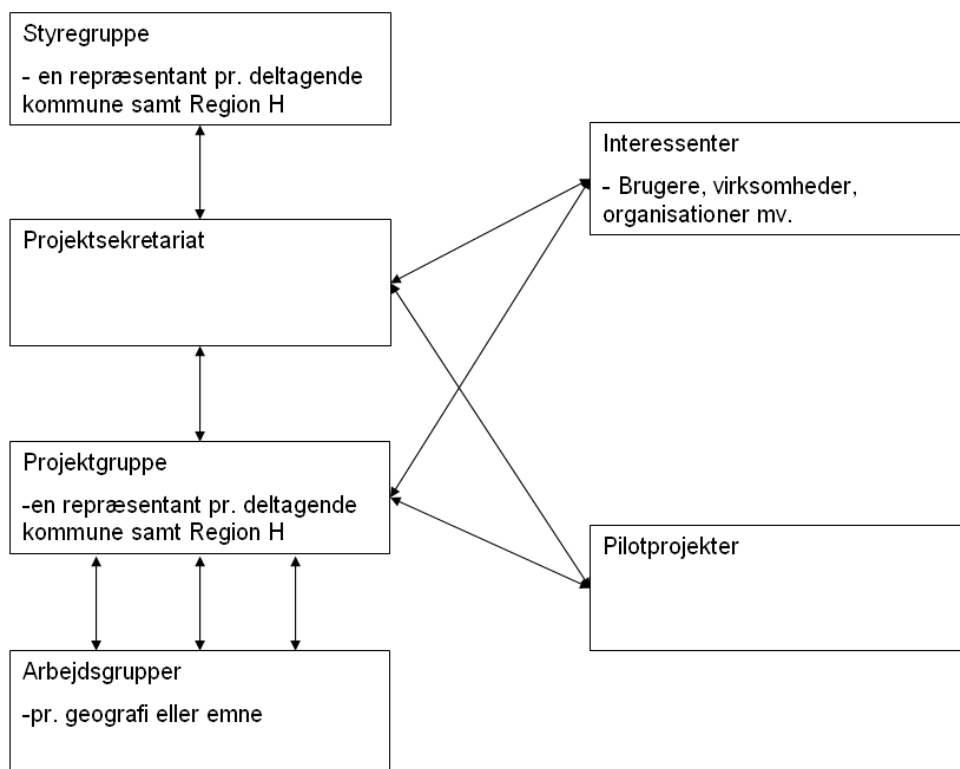 Styregruppe
- en repræsentant pr. deltagende
kommune samt Region H
Projektsekretariat
Projektgruppe
-en repræsentant pr. deltagende
kommune samt Region H
Arbejdsgrupper
-pr. geografi eller emne
Interessenter
- Brugere, virksomheder,
organisationer mv.
Pilotprojekter